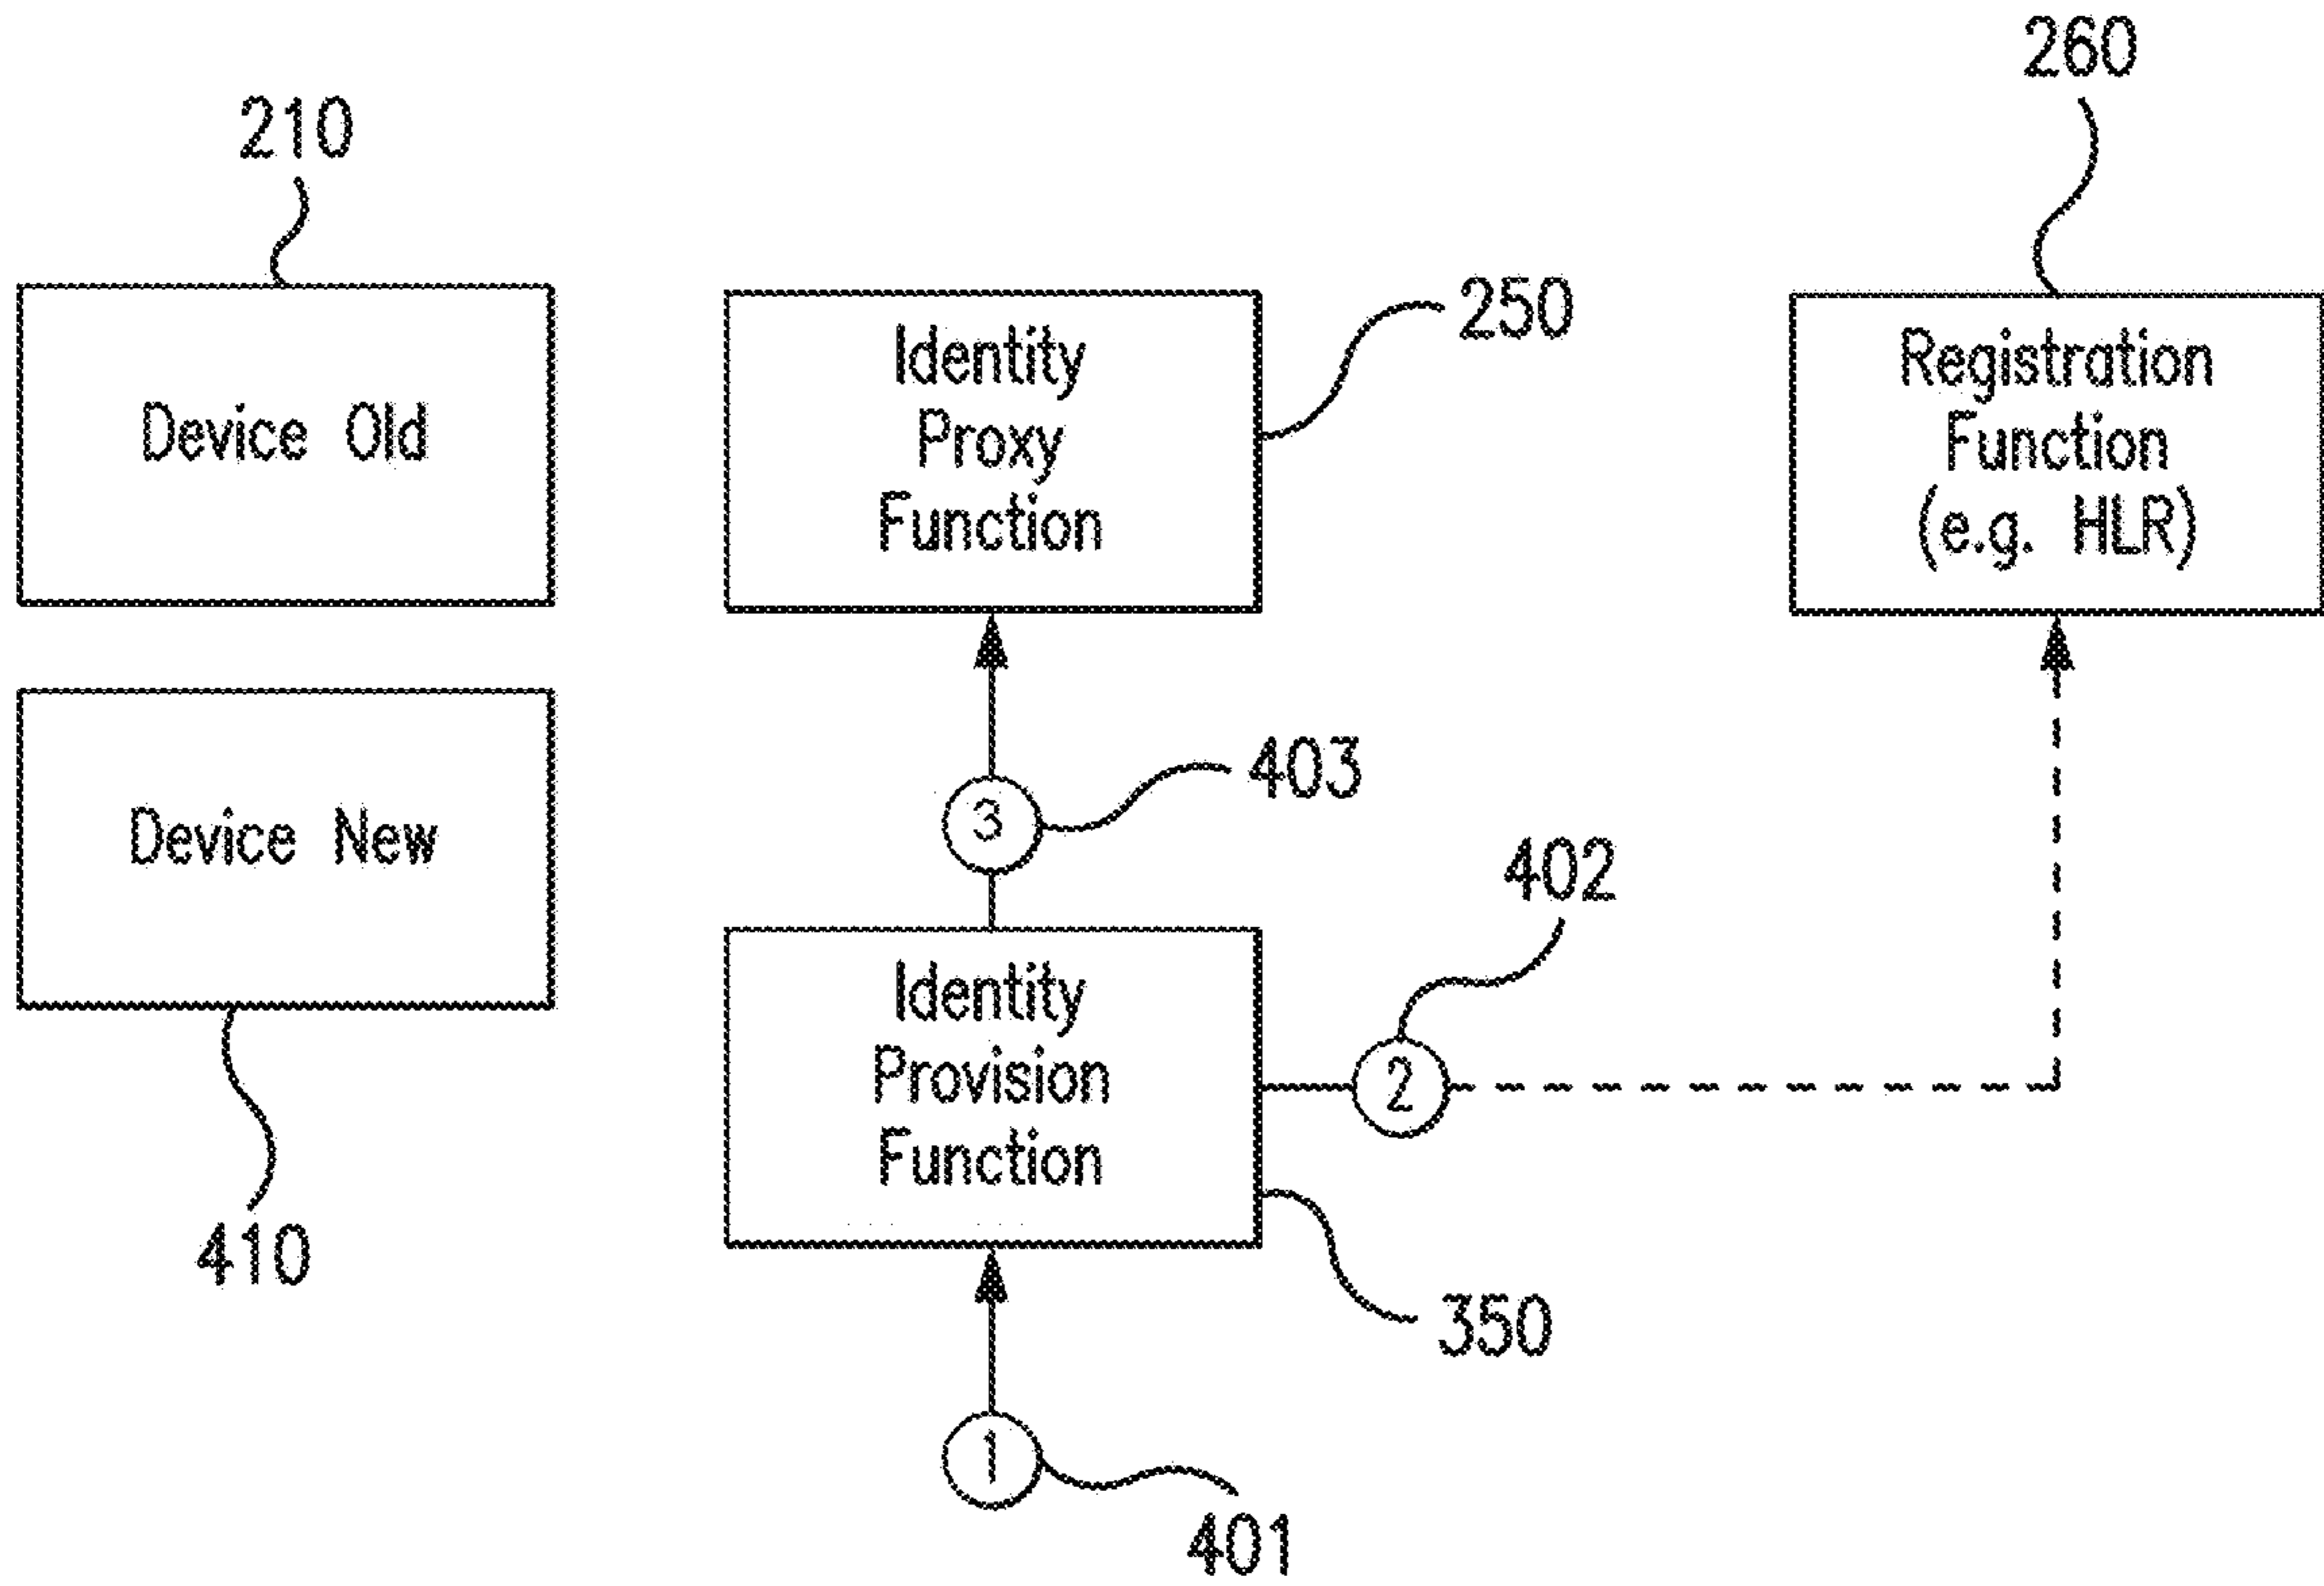 260
210
Device Old
Identity
Proxy
Function
250
Registration
Function
(e.g. HLR)
3
403
Device New
402
Identity
Provision
Function
2
410
350
1
401